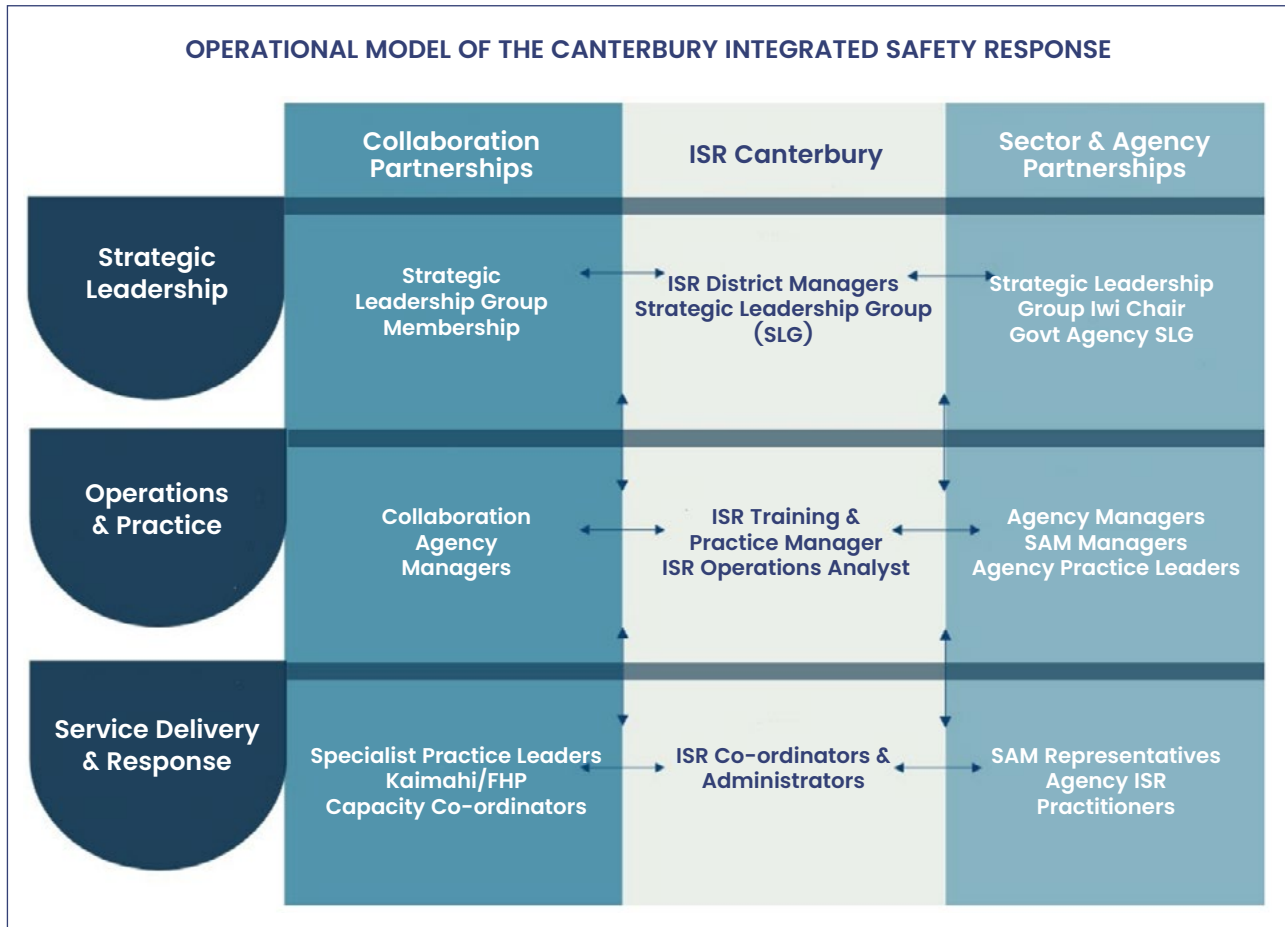 OPERATIONAL MODEL OF THE CANTERBURY INTEGRATED SAFETY RESPONSE
Collaboration
Partnerships
ISR Canterbury
Sector & Agency
Partnerships
Strategic
Leadership
Strategic
Leadership Group
Membership
ISR District Managers
Strategic Leadership Group
(SLG)
Strategic Leadership
Group Iwi Chair
Govt Agency SLG
Operations
& Practice
Collaboration
Agency
Managers
ISR Training &
Practice Manager
ISR Operations Analyst
Agency Managers
SAM Managers
Agency Practice Leaders
Service Delivery
& Response
Specialist Practice Leaders
Kaimahi/FHP
Capacity Co-ordinators
ISR Co-ordinators &
Administrators
SAM Representatives
Agency ISR
Practitioners